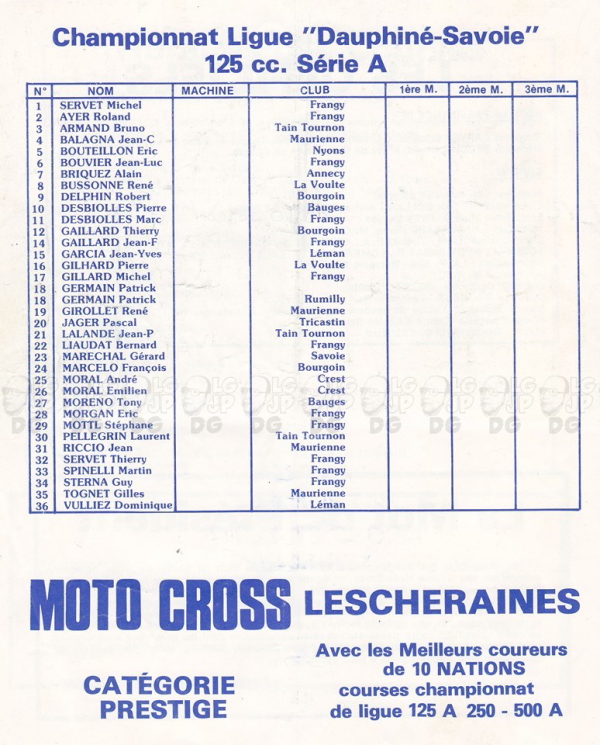 Championnat Ligue "Dauphiné-Savoie"
125 cc. Série A
N° NOM MACHINE CLUB 1ère M. 2ème M. 3ème M.
1 SERVET Michel Frangy
2 AYER Roland Frangy
3 ARMAND Bruno Tain Tournon
4 BALAGNA Jean-C Maurienne
5 BOUTEILLON Eric Nyons
6 BOUVIER Jean-Luc Frangy
7 BRIQUEZ Alain Annecy
8 BUSSONNE René La Voulte
9 DELPHIN Robert Bourgoin
10 DESBIOLLES Pierre Bauges
11 DESBIOLLES Marc Frangy
12 GAILLARD Thierry Bourgoin
14 GAILLARD Jean-F Frangy
15 GARCIA Jean-Yves Léman
16 GILHARD Pierre La Voulte
17 GILLARD Michel Frangy
18 GERMAIN Patrick
18 GERMAIN Patrick Rumilly
19 GIROLLET René Maurienne
20 JAGER Pascal Tricastin
21 LALANDE Jean-P Tain Tournon
22 LIAUDAT Bernard Frangy
23 MARECHAL Gérard Savoie
24 MARCELO François Bourgoin
25 MORAL André Crest
26 MORAL Emilien Crest
27 MORENO Tony Bauges
28 MORGAN Eric Frangy
29 MOTTL Stéphane Frangy
30 PELLEGRIN Laurent Tain Tournon
31 RICCIO Jean Maurienne
32 SERVET Thierry Frangy
33 SPINELLI Martin Frangy
34 STERNA Guy Frangy
35 TOGNET Gilles Maurienne
36 VULLIEZ Dominique Léman
MOTO CROSS LESCHERAINES
CATÉGORIE
PRESTIGE
Avec les Meilleurs coureurs
de 10 NATIONS
courses championnat
de ligue 125 A 250 - 500 A